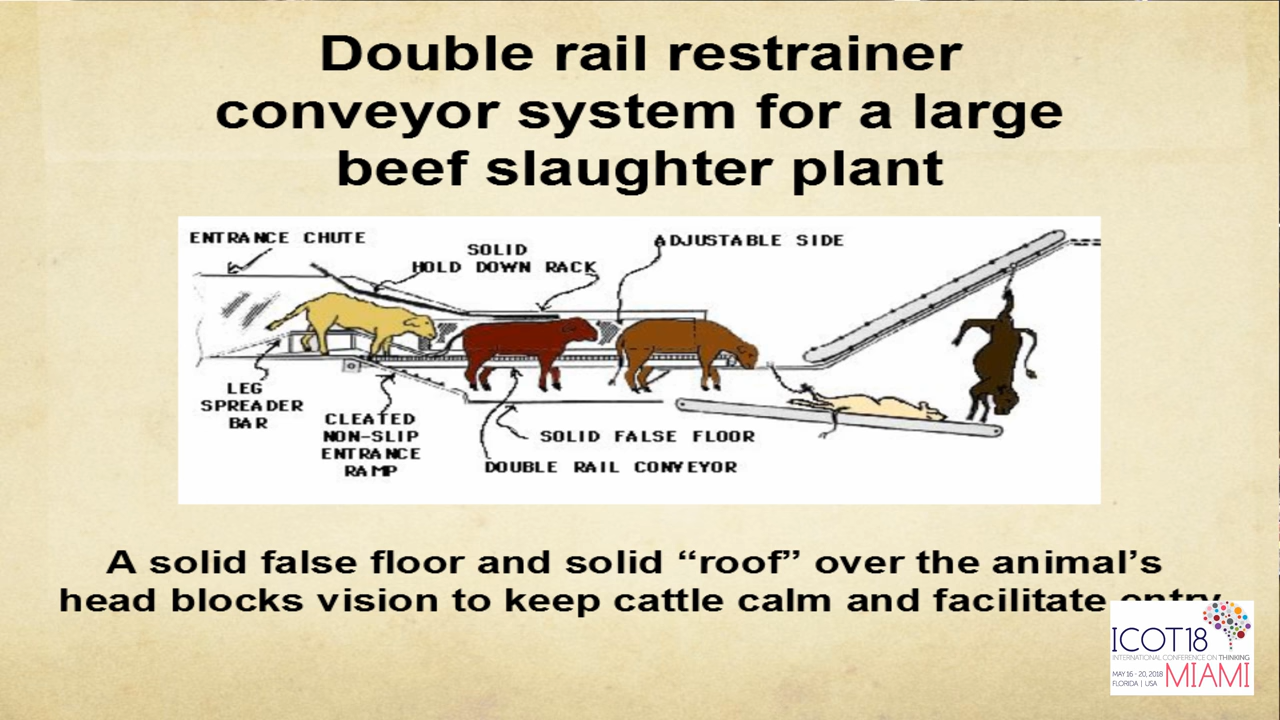 Double rail restrainer
conveyor system for a large
beef slaughter plant
ENTRANCE CHUTE
SOLID
HOLD DOWN RACK
ADJUSTABLE SIDE
LEG
SPREADER
BAR
CLEATED
NON-SLIP
ENTRANCE
RAMP
SOLID FALSE FLOOR
DOUBLE RAIL CONVEYOR
A solid false floor and solid “roof” over the animal’s
head blocks vision to keep cattle calm and facilitate entry
ICOT18
INTERNATIONAL CONFERENCE ON THINKING
MAY 16 - 20, 2018
FLORIDA | USA
MIAMI